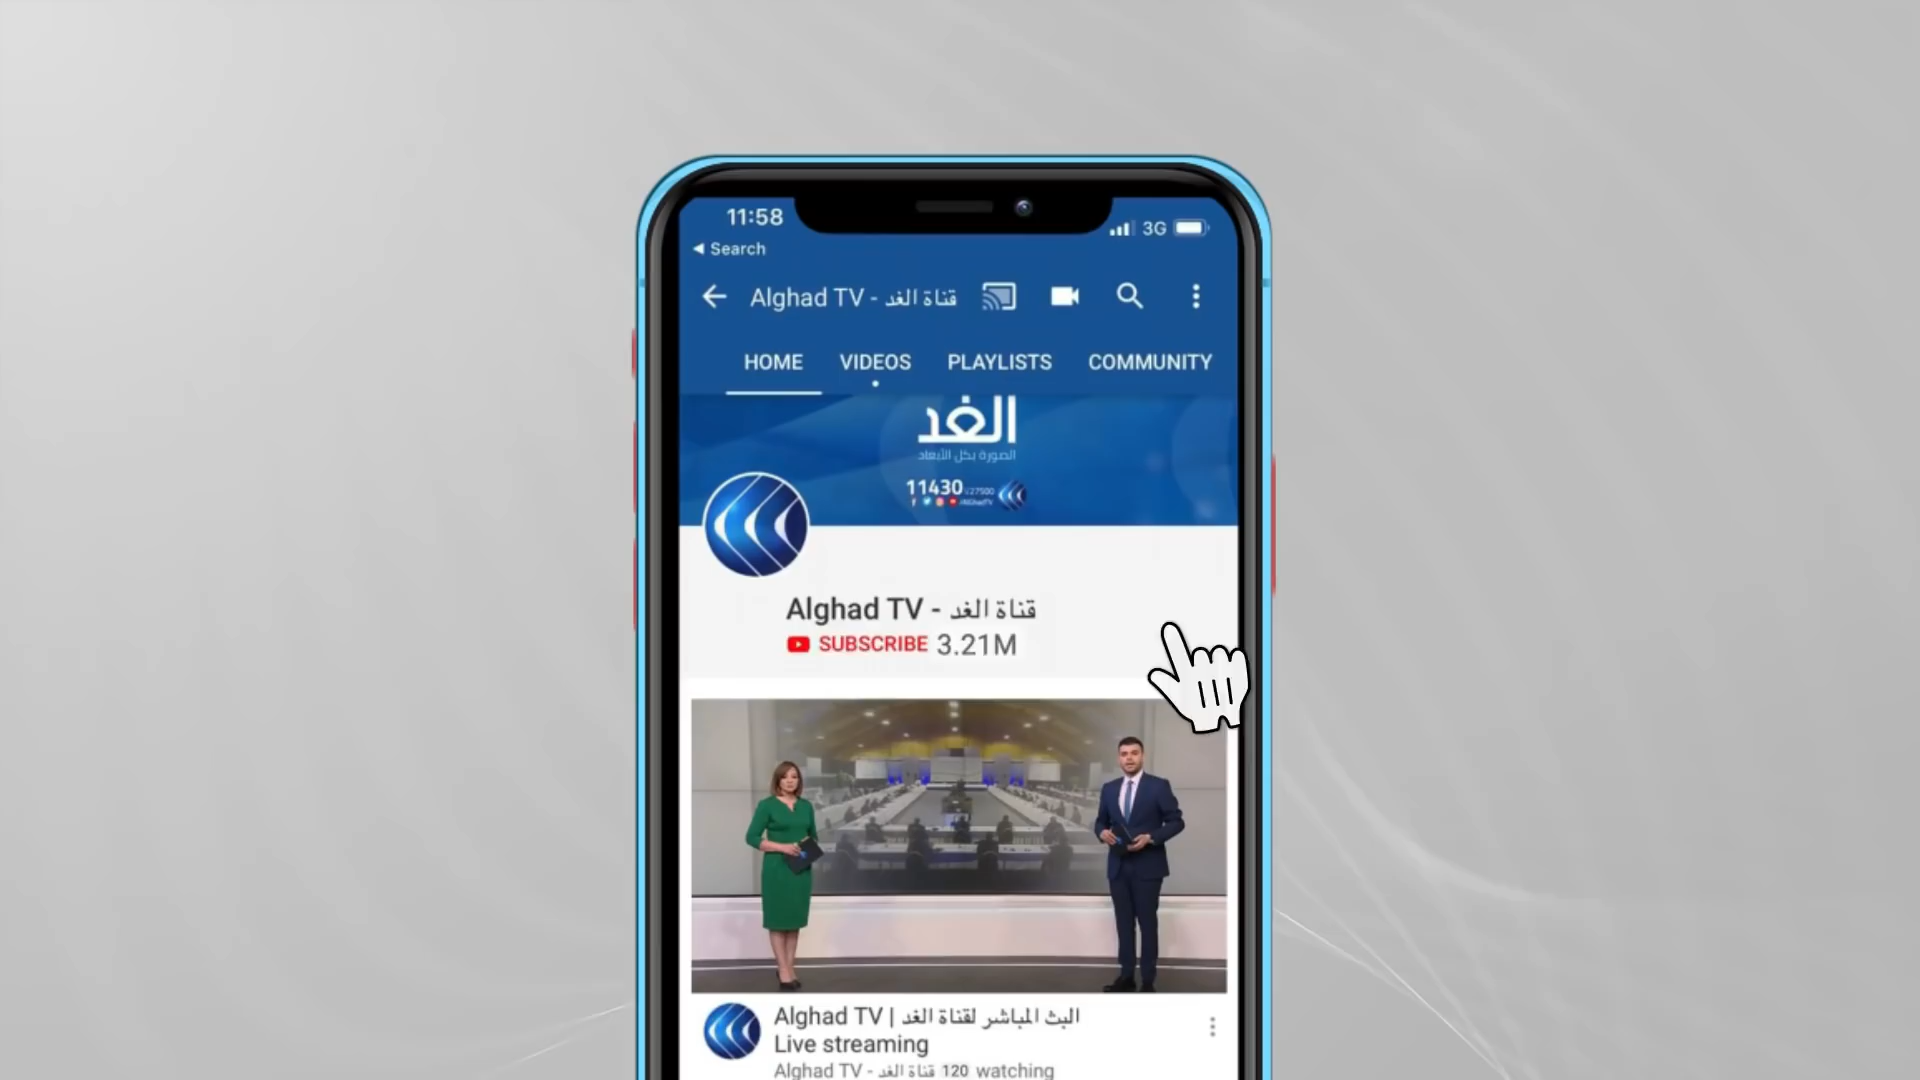 11:58
3G
Search
Alghad TV - قناة الغد
HOME VIDEOS PLAYLISTS COMMUNITY
الغد
الصورة بكل الأبعاد
11430
27500
Alghad TV - قناة الغد
SUBSCRIBE 3.21M
Alghad TV | البث المباشر لقناة الغد
Live streaming
Alghad TV - قناة الغد 120 watching